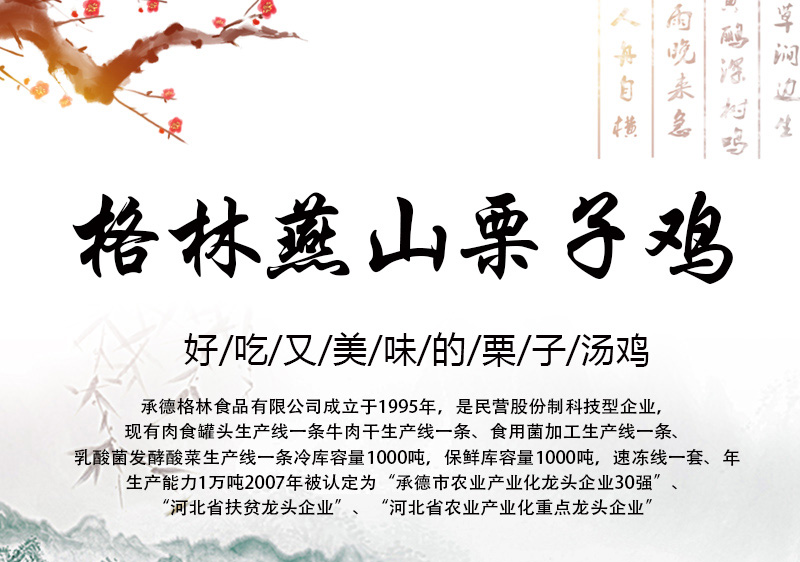 草涧边生
黄鹂深树鸣
雨晚来急
人舟自横
格林燕山栗子鸡
好/吃/又/美/味/的/栗/子/汤鸡
承德格林食品有限公司成立于1995年，是民营股份制科技型企业，
现有肉食罐头生产线一条牛肉干生产线一条、食用菌加工生产线一条、
乳酸菌发酵酸菜生产线一条冷库容量1000吨，保鲜库容量1000吨，速冻线一套、年
生产能力1万吨2007年被认定为“承德市农业产业化龙头企业30强”、
“河北省扶贫龙头企业”、“河北省农业产业化重点龙头企业”